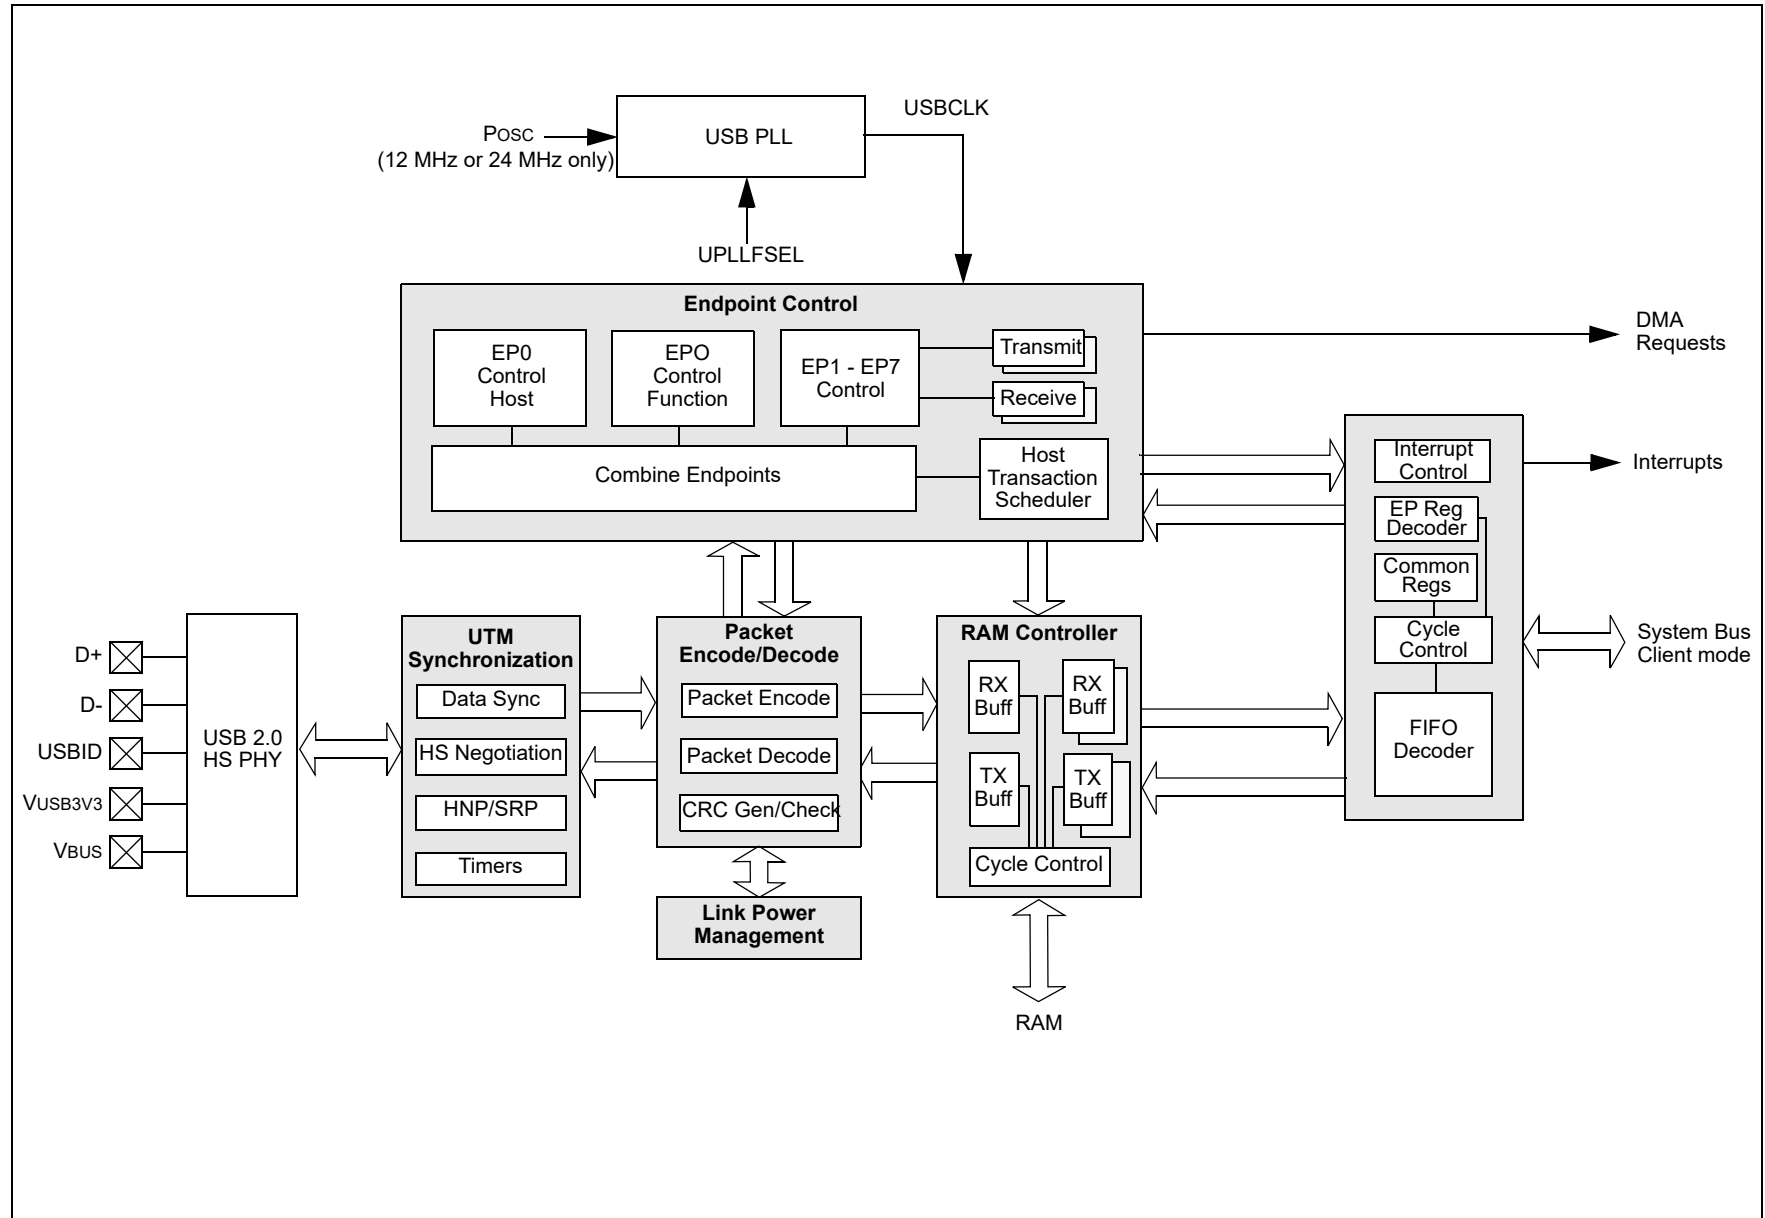 USBCLK
POSC
(12 MHz or 24 MHz only)
USB PLL
UPLLFSEL
Endpoint Control
EP0
Control
Host
EPO
Control
Function
EP1 - EP7
Control
Transmit
Receive
Combine Endpoints
Host
Transaction
Scheduler
DMA
Requests
Interrupt
Control
Interrupts
EP Reg
Decoder
Common
Regs
Cycle
Control
FIFO
Decoder
System Bus
Client mode
D+
D-
USBID
VUSB3V3
VBUS
USB 2.0
HS PHY
UTM
Synchronization
Data Sync
HS Negotiation
HNP/SRP
Timers
Packet
Encode/Decode
Packet Encode
Packet Decode
CRC Gen/Check
Link Power
Management
RAM Controller
RX
Buff
RX
Buff
TX
Buff
TX
Buff
Cycle Control
RAM